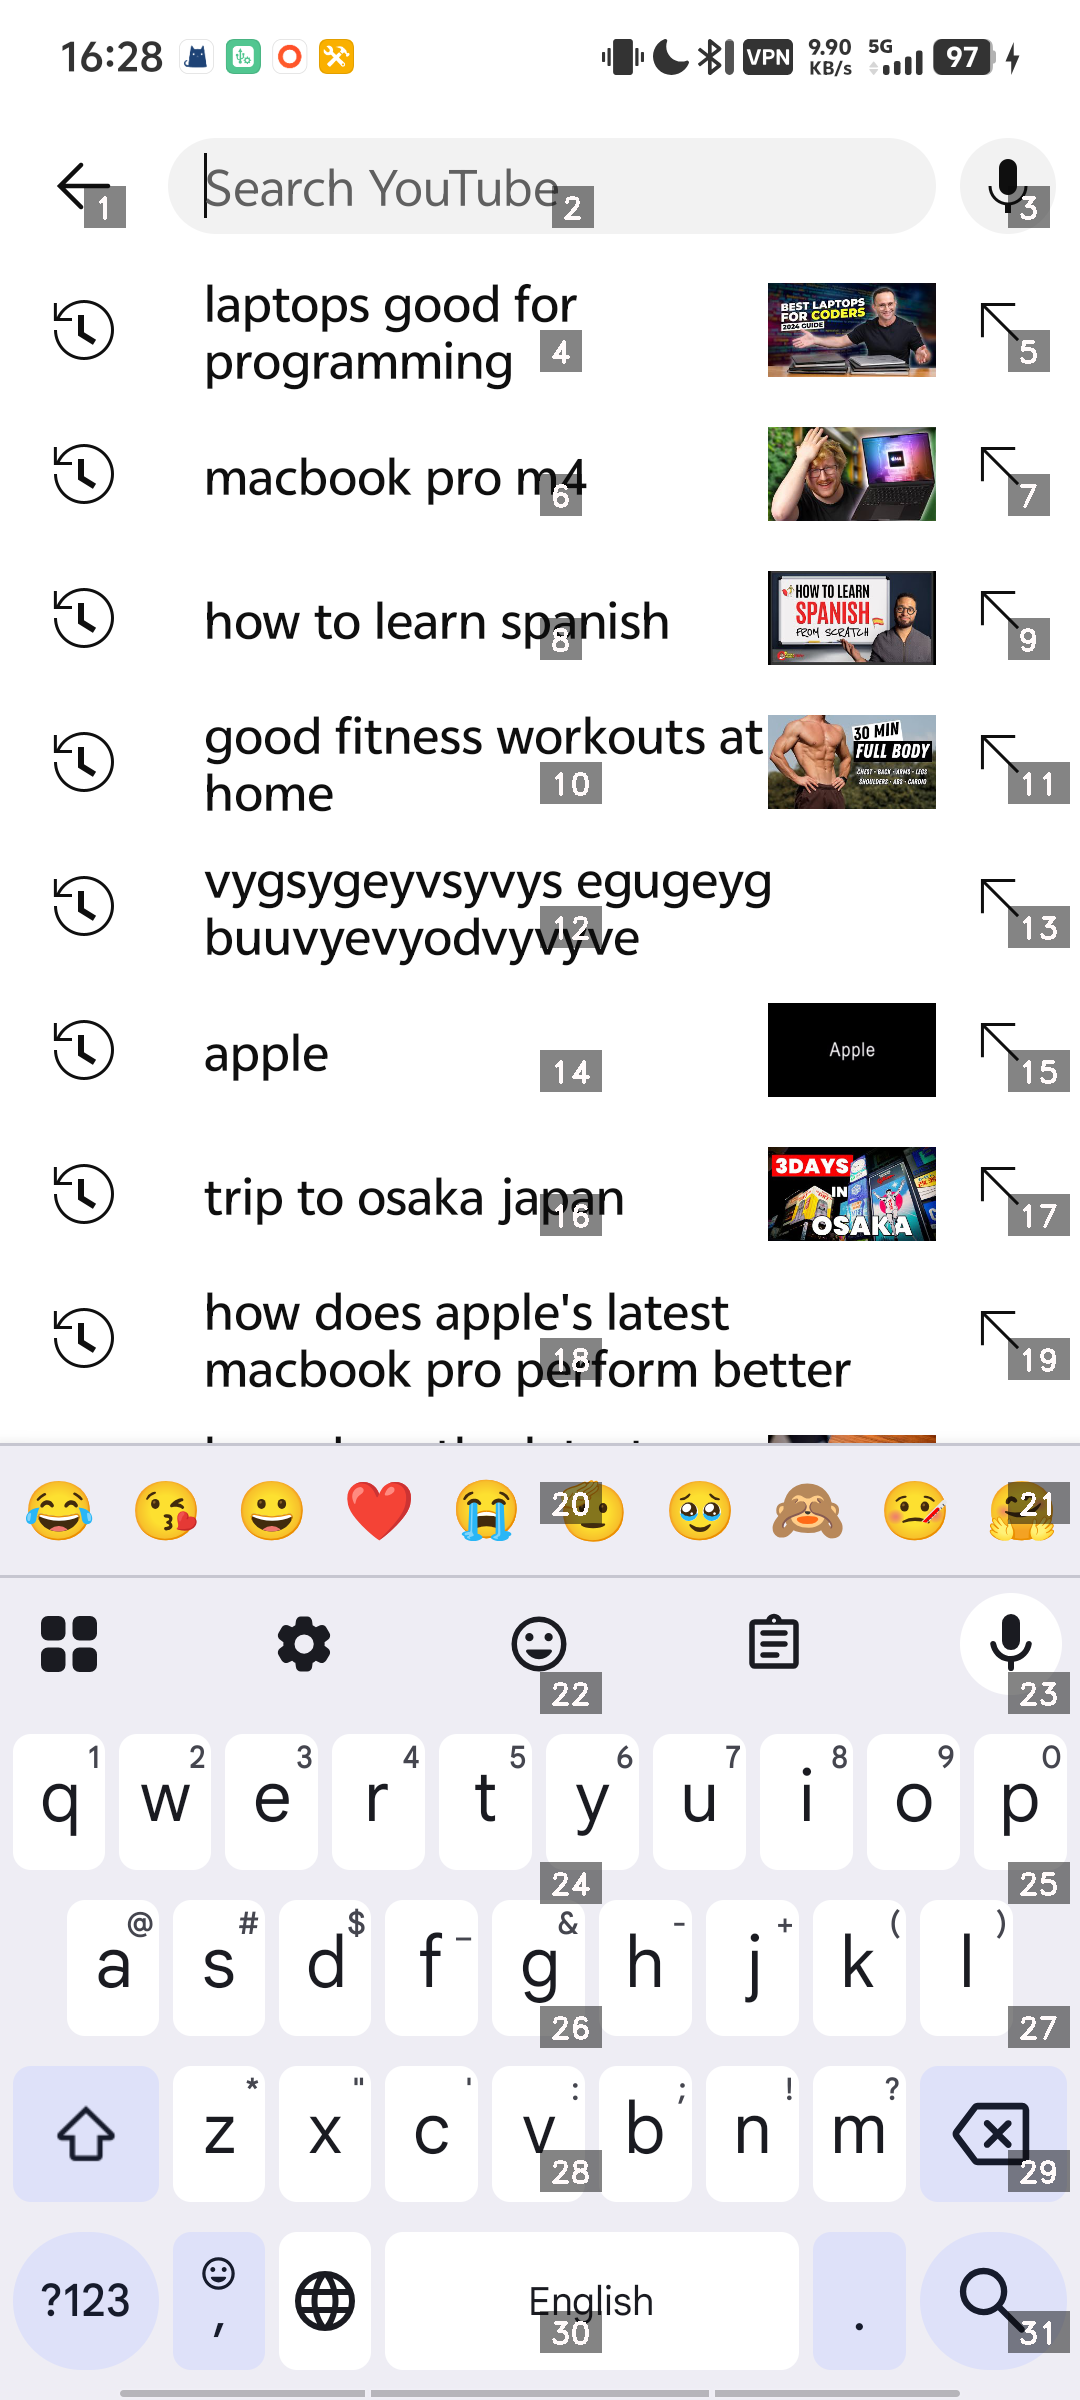 16:28 VPN 9.90 KB/s 5G 97
1 Search YouTube 2 3
laptops good for
programming 4 5
BEST LAPTOPS
FOR CODERS
2024 GUIDE
macbook pro m4 6 7
how to learn spanish 8 9
HOW TO LEARN
SPANISH
FROM SCRATCH
good fitness workouts at
home 10 11
30 MIN
FULL BODY
CHEST • BACK • ARMS • LEGS
SHOULDERS • ABS • CARDIO
vygsygeyvsyvys egugeyg
buuvyevyodvyvyve 12 13
apple 14 15
Apple
trip to osaka japan 16 17
3DAYS
IN
OSAKA
how does apple's latest
macbook pro perform better 18 19
20 21
22 23
1 2 3 4 5 6 7 8 9 0
q w e r t y u i o p
24 25
@ # $ _ & - + ( )
a s d f g h j k l
26 27
* " ' : ; ! ?
z x c v b n m
28 29
?123 , English .
30 31